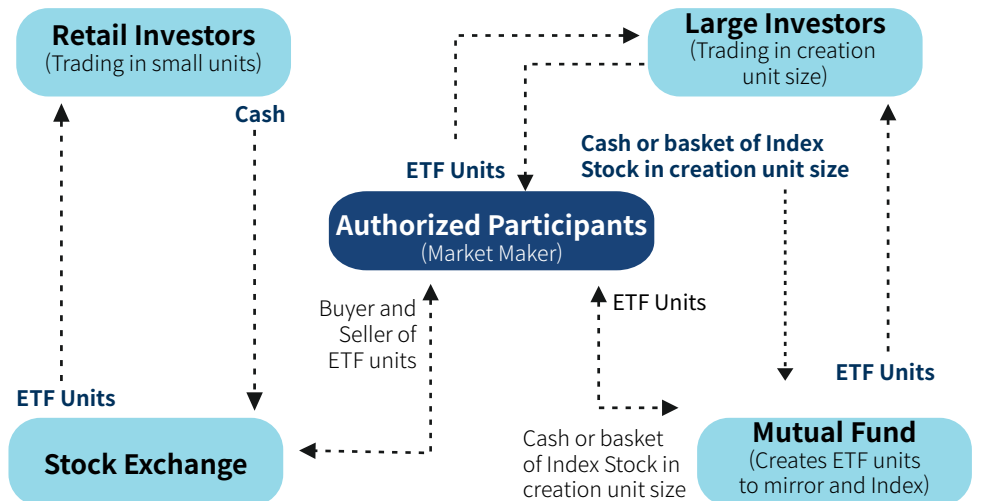 Retail Investors
(Trading in small units)
Large Investors
(Trading in creation
unit size)
Cash
Cash or basket of Index
Stock in creation unit size
ETF Units
Authorized Participants
(Market Maker)
Buyer and
Seller of
ETF units
ETF Units
ETF Units
ETF Units
Stock Exchange
Cash or basket
of Index Stock in
creation unit size
Mutual Fund
(Creates ETF units
to mirror and Index)